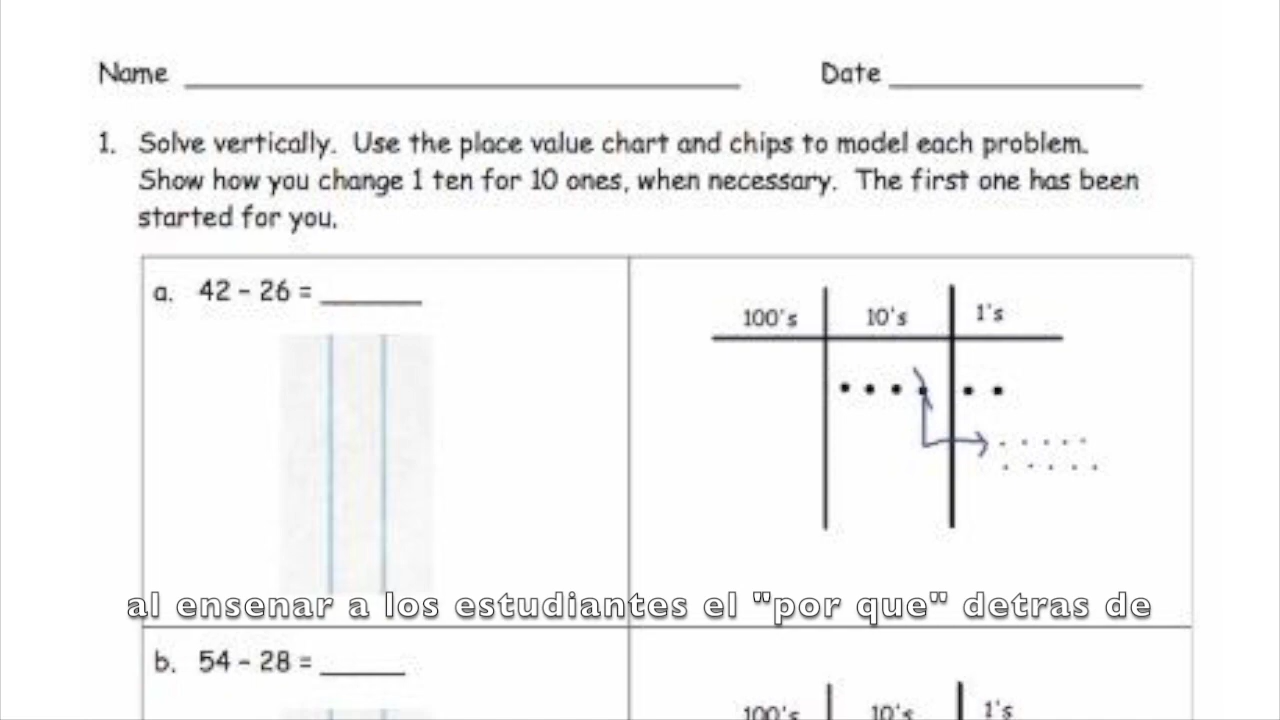 Name Date
1. Solve vertically. Use the place value chart and chips to model each problem.
Show how you change 1 ten for 10 ones, when necessary. The first one has been
started for you.
a. 42 - 26 = ________
100's 10's 1's
al ensenar a los estudiantes el "por que" detras de
b. 54 - 28 = _______
100's 10's 1's